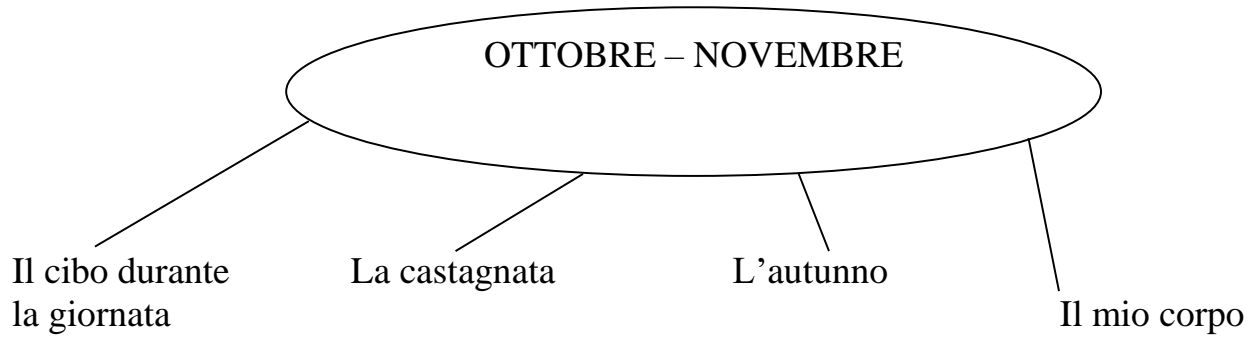 OTTOBRE – NOVEMBRE
Il cibo durante
la giornata
La castagnata
L’autunno
Il mio corpo